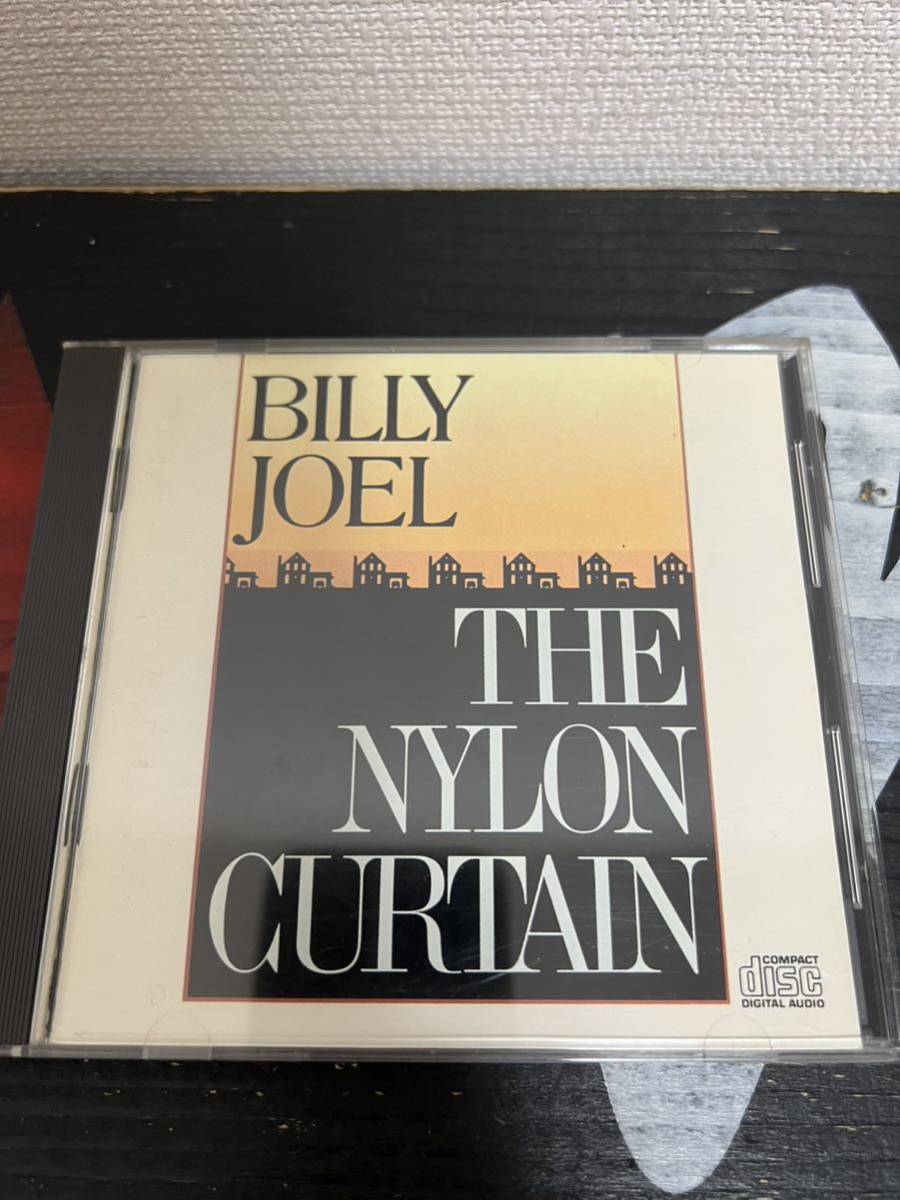 BILLY
JOEL
THE
NYLON
CURTAIN
COMPACT
disc
DIGITAL AUDIO